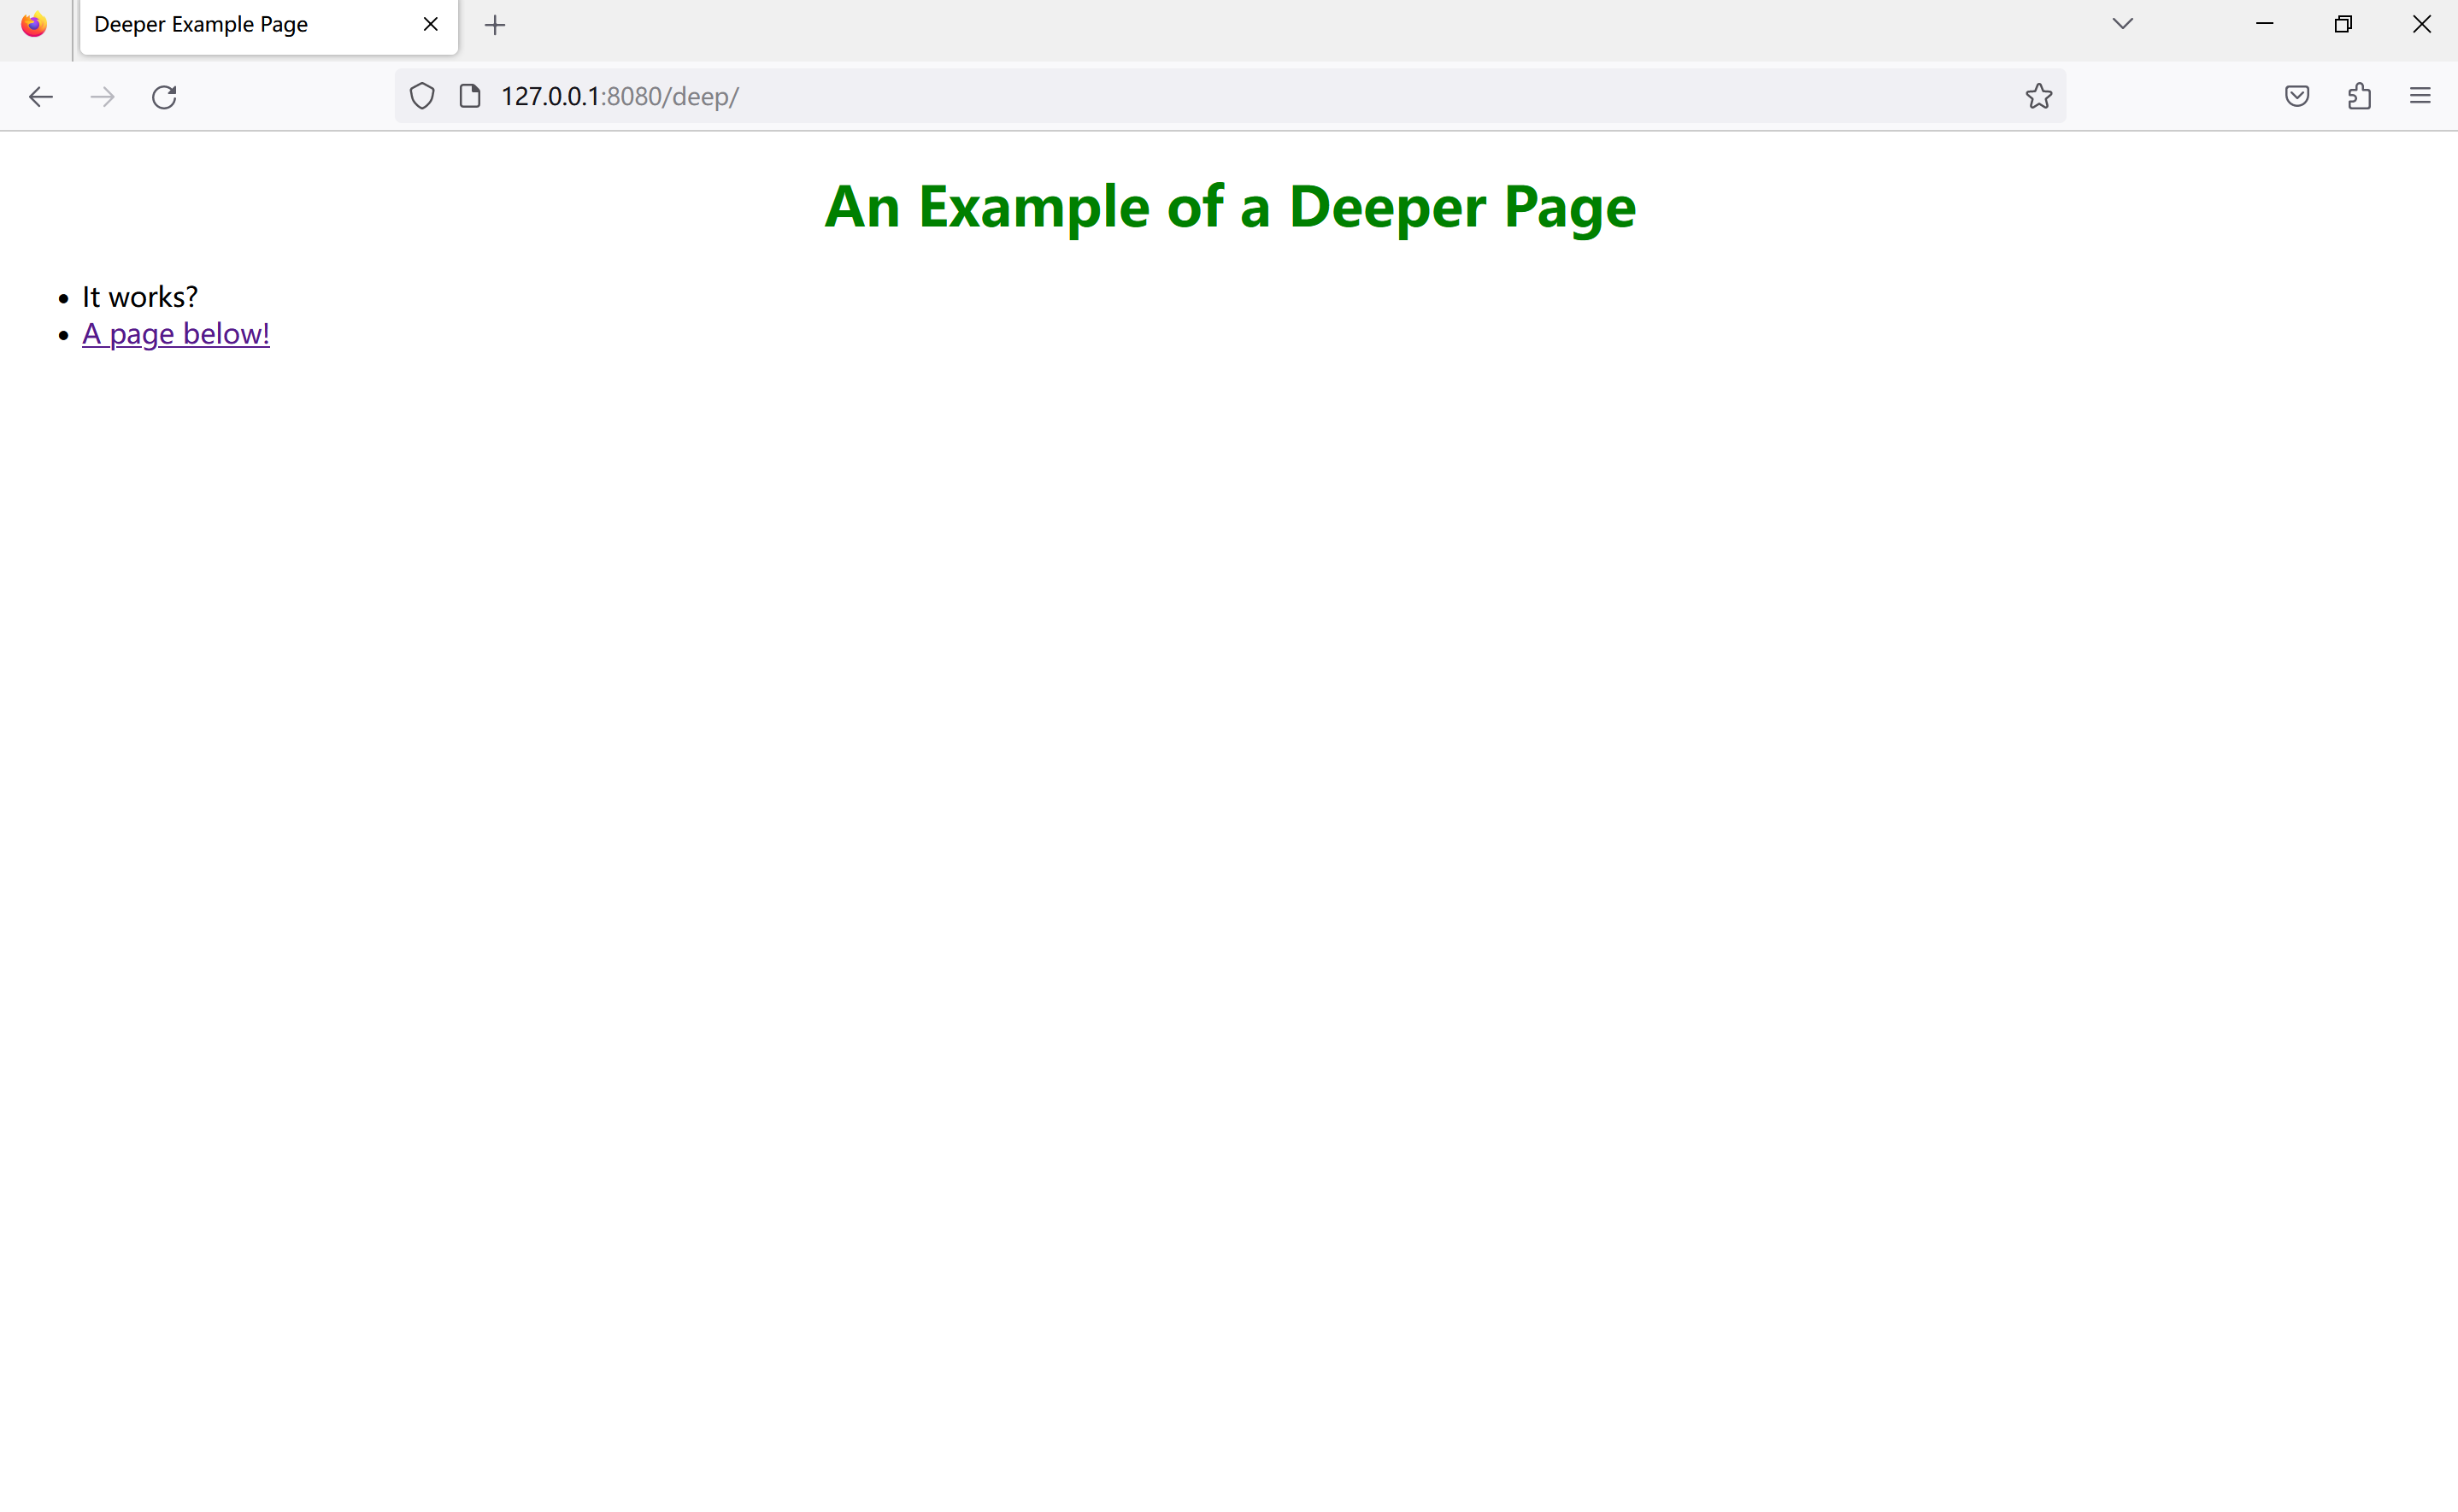 Deeper Example Page
127.0.0.1:8080/deep/
An Example of a Deeper Page
It works?
A page below!